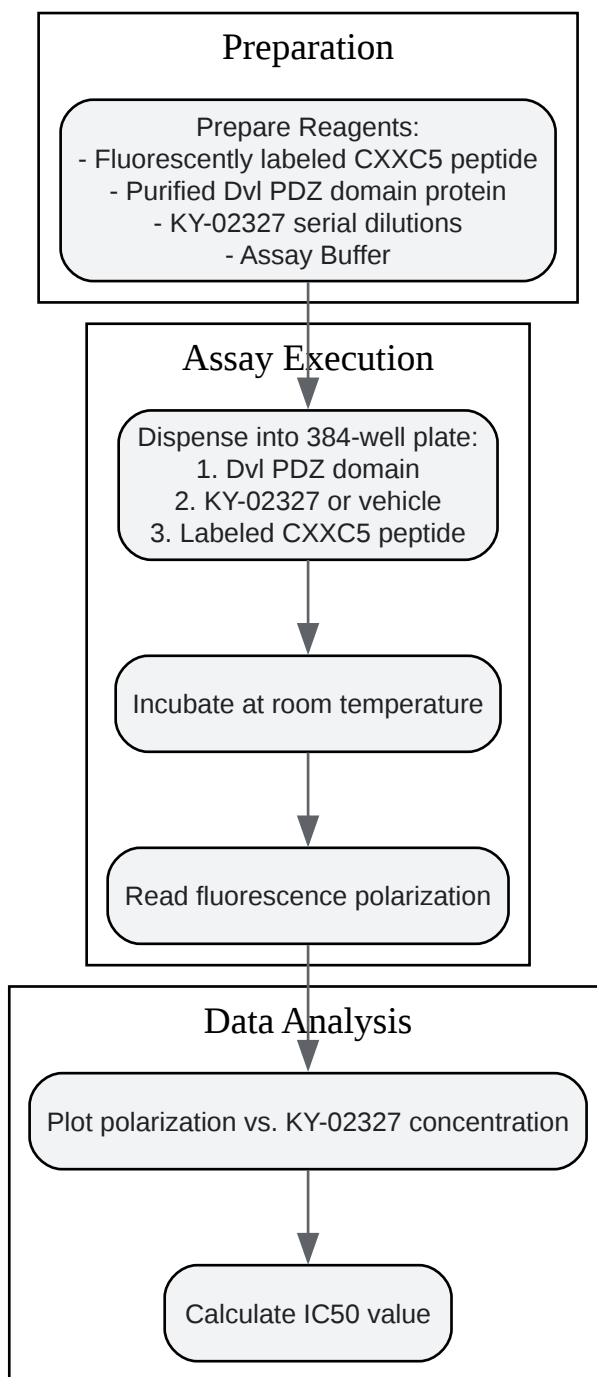 Preparation
Prepare Reagents:
- Fluorescently labeled CXXC5 peptide
- Purified Dvl PDZ domain protein
- KY-02327 serial dilutions
- Assay Buffer
Assay Execution
Dispense into 384-well plate:
1. Dvl PDZ domain
2. KY-02327 or vehicle
3. Labeled CXXC5 peptide
Incubate at room temperature
Read fluorescence polarization
Data Analysis
Plot polarization vs. KY-02327 concentration
Calculate IC50 value